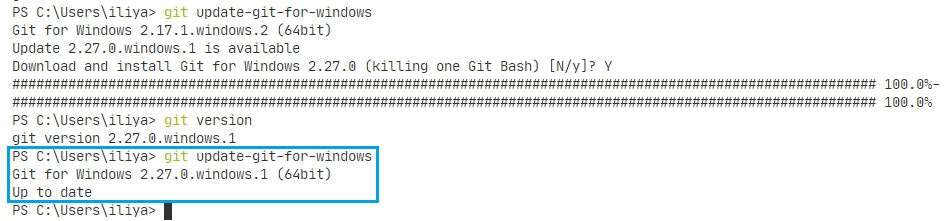 PS C:\Users\iliya> git update-git-for-windows
Git for Windows 2.17.1.windows.2 (64bit)
Update 2.27.0.windows.1 is available
Download and install Git for Windows 2.27.0 (killing one Git Bash) [N/y]? Y
############################################################################################################ 100.0%-
############################################################################################################ 100.0%
PS C:\Users\iliya> git version
git version 2.27.0.windows.1
PS C:\Users\iliya> git update-git-for-windows
Git for Windows 2.27.0.windows.1 (64bit)
Up to date
PS C:\Users\iliya>